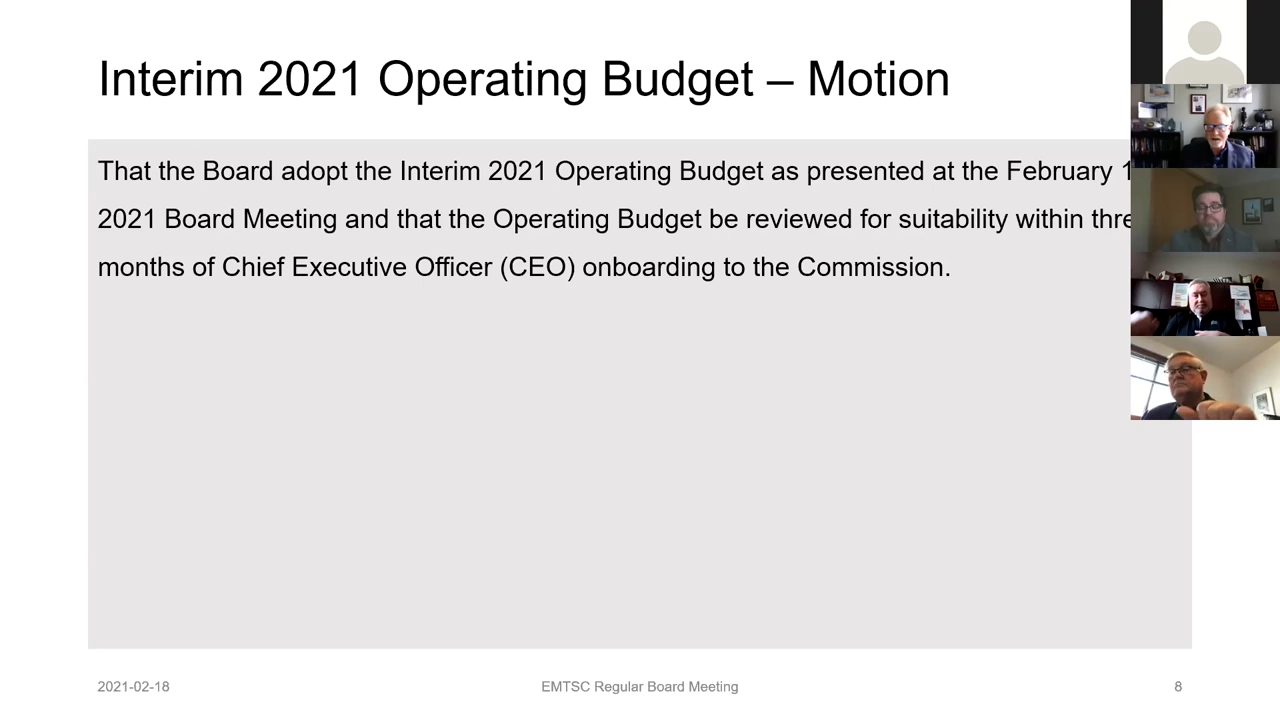 Interim 2021 Operating Budget – Motion
That the Board adopt the Interim 2021 Operating Budget as presented at the February
2021 Board Meeting and that the Operating Budget be reviewed for suitability within
months of Chief Executive Officer (CEO) onboarding to the Commission.
2021-02-18
EMTSC Regular Board Meeting
8